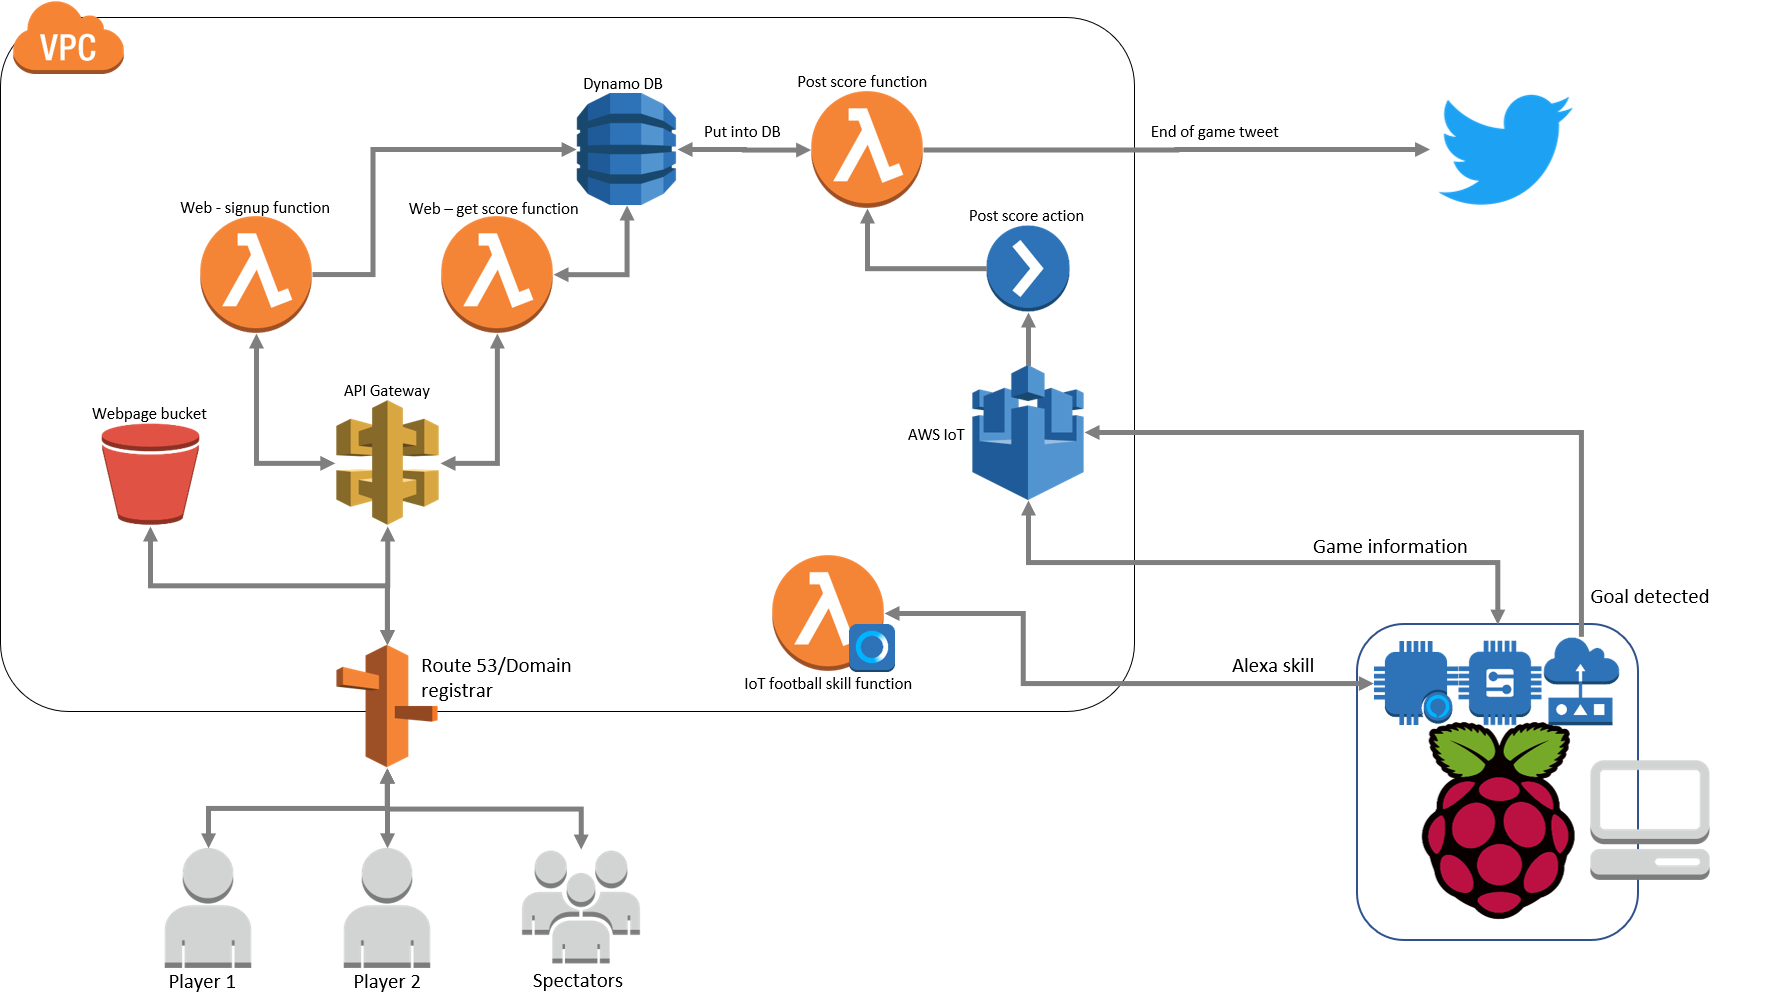 VPC
Dynamo DB
Post score function
Put into DB
End of game tweet
Web - signup function
Web – get score function
Post score action
API Gateway
Webpage bucket
AWS IoT
Game information
Goal detected
Route 53/Domain
registrar
Alexa skill
IoT football skill function
Player 1
Player 2
Spectators